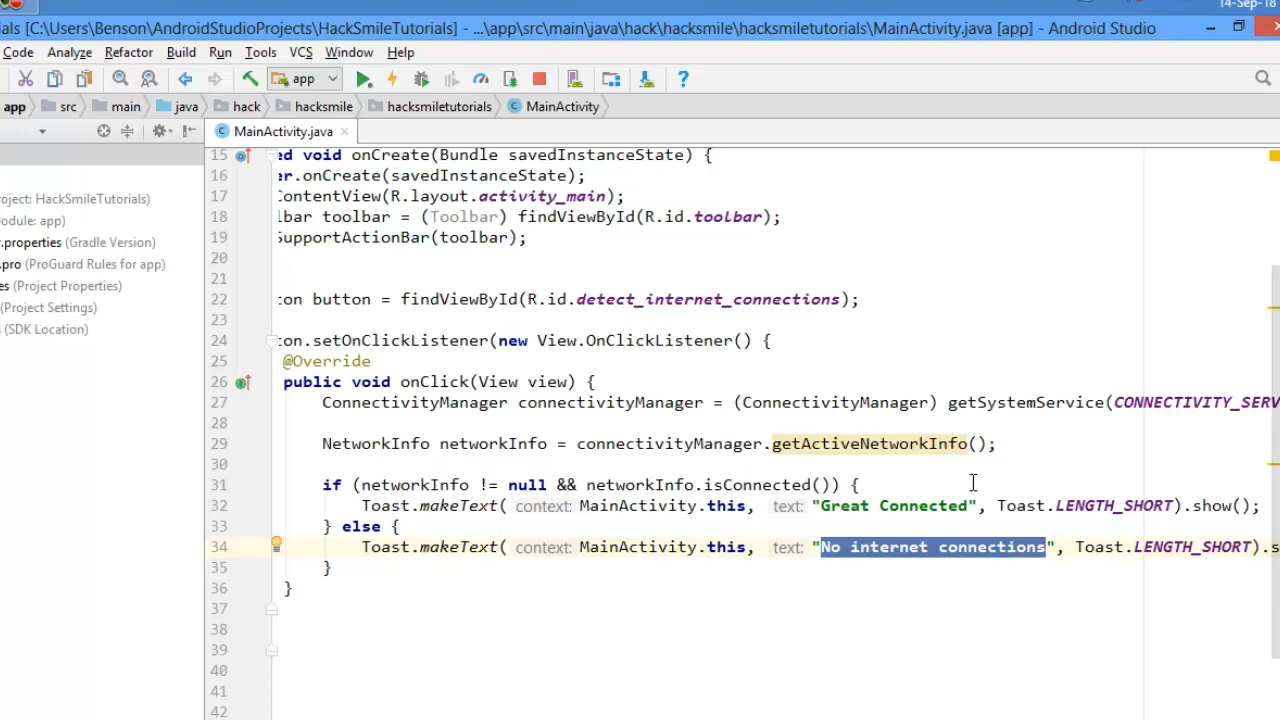 14-Sep-18
ials [C:\Users\Benson\AndroidStudioProjects\HackSmileTutorials] - ...\app\src\main\java\hack\hacksmile\hacksmiletutorials\MainActivity.java [app] - Android Studio
Code Analyze Refactor Build Run Tools VCS Window Help
app
app src main java hack hacksmile hacksmiletutorials MainActivity
MainActivity.java
roject: HackSmileTutorials)
Module: app)
.properties (Gradle Version)
.pro (ProGuard Rules for app)
es (Project Properties)
(Project Settings)
s (SDK Location)
15 ed void onCreate(Bundle savedInstanceState) {
16 er.onCreate(savedInstanceState);
17 ContentView(R.layout.activity_main);
18 lbar toolbar = (Toolbar) findViewById(R.id.toolbar);
19 SupportActionBar(toolbar);
20
21
22 ton button = findViewById(R.id.detect_internet_connections);
23
24 ton.setOnClickListener(new View.OnClickListener() {
25 @Override
26 public void onClick(View view) {
27 ConnectivityManager connectivityManager = (ConnectivityManager) getSystemService(CONNECTIVITY_SERV
28
29 NetworkInfo networkInfo = connectivityManager.getActiveNetworkInfo();
30
31 if (networkInfo != null && networkInfo.isConnected()) {
32 Toast.makeText( context: MainActivity.this, text: "Great Connected", Toast.LENGTH_SHORT).show();
33 } else {
34 Toast.makeText( context: MainActivity.this, text: "No internet connections", Toast.LENGTH_SHORT).s
35 }
36 }
37
38
39
40
41
42